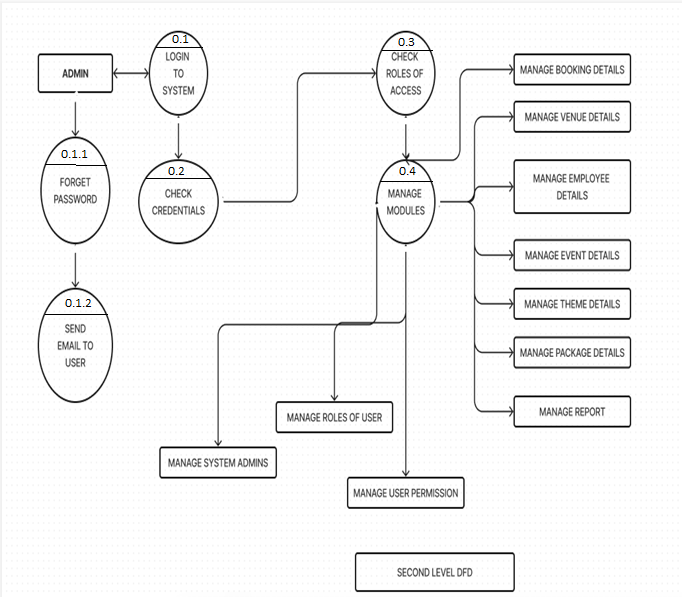 ADMIN
0.1
LOGIN
TO
SYSTEM
0.3
CHECK
ROLES OF
ACCESS
MANAGE BOOKING DETAILS
MANAGE VENUE DETAILS
0.1.1
FORGET
PASSWORD
0.2
CHECK
CREDENTIALS
0.4
MANAGE
MODULES
MANAGE EMPLOYEE
DETAILS
MANAGE EVENT DETAILS
0.1.2
SEND
EMAIL TO
USER
MANAGE THEME DETAILS
MANAGE PACKAGE DETAILS
MANAGE ROLES OF USER
MANAGE REPORT
MANAGE SYSTEM ADMINS
MANAGE USER PERMISSION
SECOND LEVEL DFD